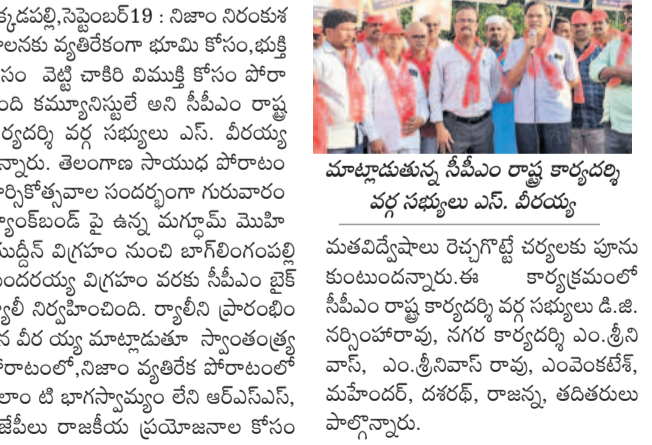 క్కడపల్లి,సెప్టెంబర్19 : నిజాం నిరంకుశ
లనకు వ్యతిరేకంగా భూమి కోసం,భుక్తి
సం వెట్టి చాకిరి విముక్తి కోసం పోరా
ంది కమ్యూనిస్టులే అని సీపీఎం రాష్ట్ర
ర్యదర్శి వర్గ సభ్యులు ఎస్. వీరయ్య
న్నారు. తెలంగాణ సాయుధ పోరాటం
ర్సికోత్సవాల సందర్భంగా గురువారం
్యాంక్‌బండ్ పై ఉన్న మగ్ధూమ్ మొహి
ుద్దీన్ విగ్రహం నుంచి బాగ్‌లింగంపల్లి
ందరయ్య విగ్రహం వరకు సీపీఎం బైక్
్యాలీ నిర్వహించింది. ర్యాలీని ప్రారంభిం
న వీర య్య మాట్లాడుతూ స్వాతంత్ర్య
ోరాటంలో,నిజాం వ్యతిరేక పోరాటంలో
లాం టి భాగస్వామ్యం లేని ఆర్ఎస్ఎస్,
జేపీలు రాజకీయ ప్రయోజనాల కోసం
మాట్లాడుతున్న సీపీఎం రాష్ట్ర కార్యదర్శి
వర్గ సభ్యులు ఎస్. వీరయ్య
మతవిద్వేషాలు రెచ్చగొట్టే చర్యలకు పూను
కుంటుందన్నారు.ఈ కార్యక్రమంలో
సీపీఎం రాష్ట్ర కార్యదర్శి వర్గ సభ్యులు డి.జి.
నర్సింహారావు, నగర కార్యదర్శి ఎం.శ్రీని
వాస్, ఎం.శ్రీనివాస్ రావు, ఎంవెంకటేశ్,
మహేందర్, దశరథ్, రాజన్న, తదితరులు
పాల్గొన్నారు.